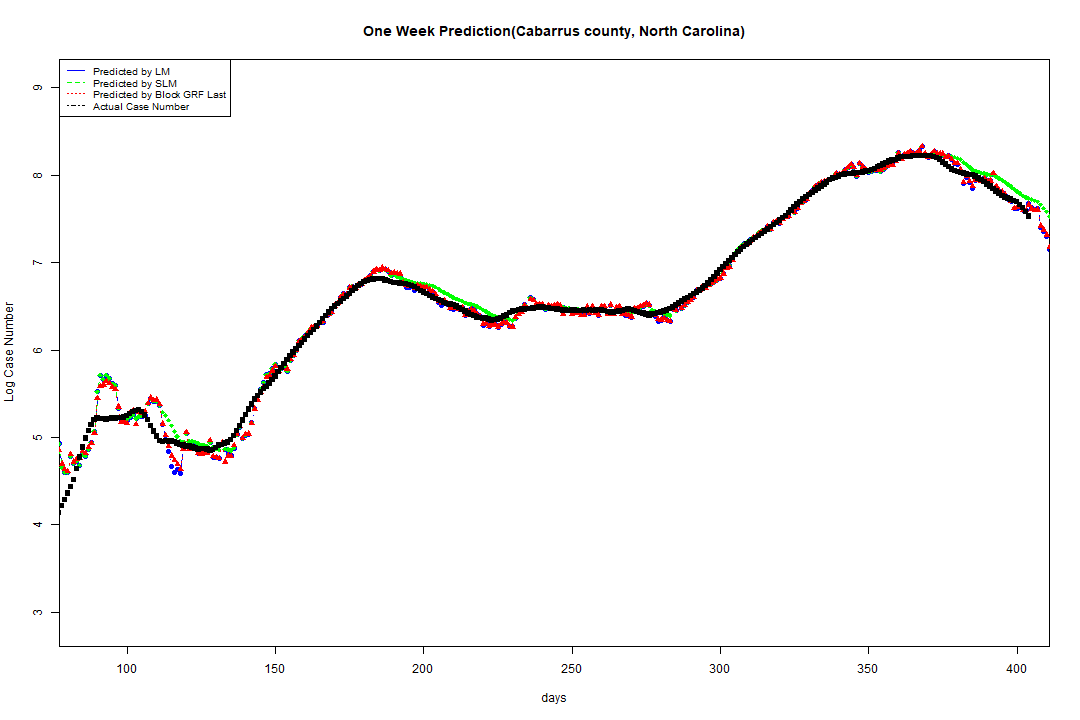 One Week Prediction(Cabarrus county, North Carolina)
Predicted by LM
Predicted by SLM
Predicted by Block GRF Last
Actual Case Number
9
8
7
6
5
4
3
Log Case Number
100 150 200 250 300 350 400
days